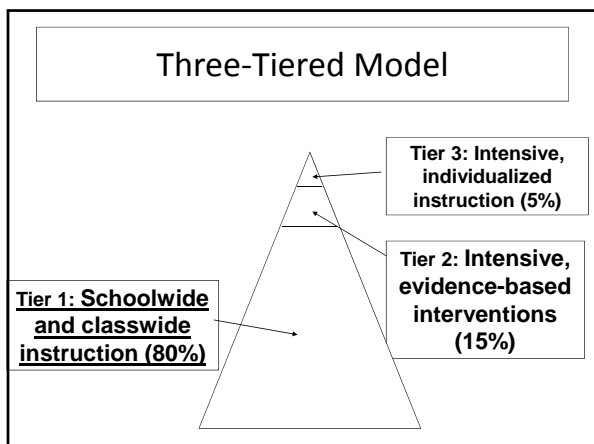 Three-Tiered Model
Tier 3: Intensive,
individualized
instruction (5%)
Tier 2: Intensive,
evidence-based
interventions
(15%)
Tier 1: Schoolwide
and classwide
instruction (80%)